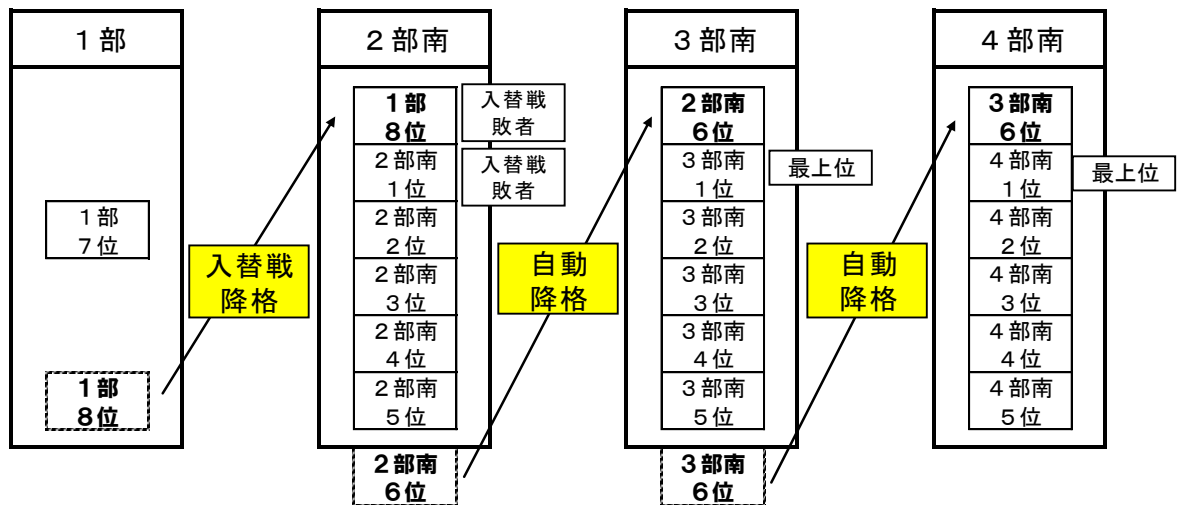 １部
１部
７位
１部
８位
入替戦
降格
２部南
１部
８位
入替戦
敗者
２部南
１位
入替戦
敗者
２部南
２位
２部南
３位
２部南
４位
２部南
５位
２部南
６位
自動
降格
３部南
２部南
６位
３部南
１位
最上位
３部南
２位
３部南
３位
３部南
４位
３部南
５位
３部南
６位
自動
降格
４部南
３部南
６位
４部南
１位
最上位
４部南
２位
４部南
３位
４部南
４位
４部南
５位